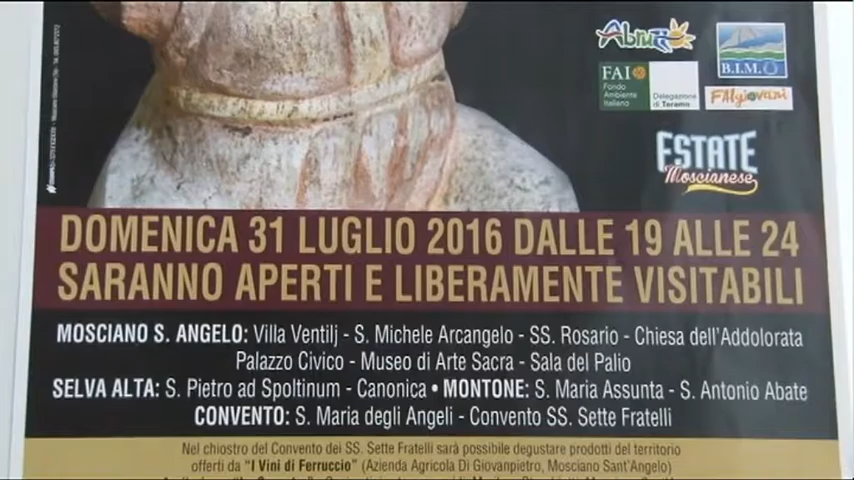 Abruzzo
B.I.M.
FAI
Fondo
Ambiente
Italiano
Delegazione
di Teramo
FAIgiovani
ESTATE
Moscianese
DOMENICA 31 LUGLIO 2016 DALLE 19 ALLE 24
SARANNO APERTI E LIBERAMENTE VISITABILI
MOSCIANO S. ANGELO: Villa Ventilj - S. Michele Arcangelo - SS. Rosario - Chiesa dell'Addolorata
Palazzo Civico - Museo di Arte Sacra - Sala del Palio
SELVA ALTA: S. Pietro ad Spoltinum - Canonica • MONTONE: S. Maria Assunta - S. Antonio Abate
CONVENTO: S. Maria degli Angeli - Convento SS. Sette Fratelli
Nel chiostro del Convento dei SS. Sette Fratelli sarà possibile degustare prodotti del territorio
offerti da "I Vini di Ferruccio" (Azienda Agricola Di Giovanpietro, Mosciano Sant'Angelo)